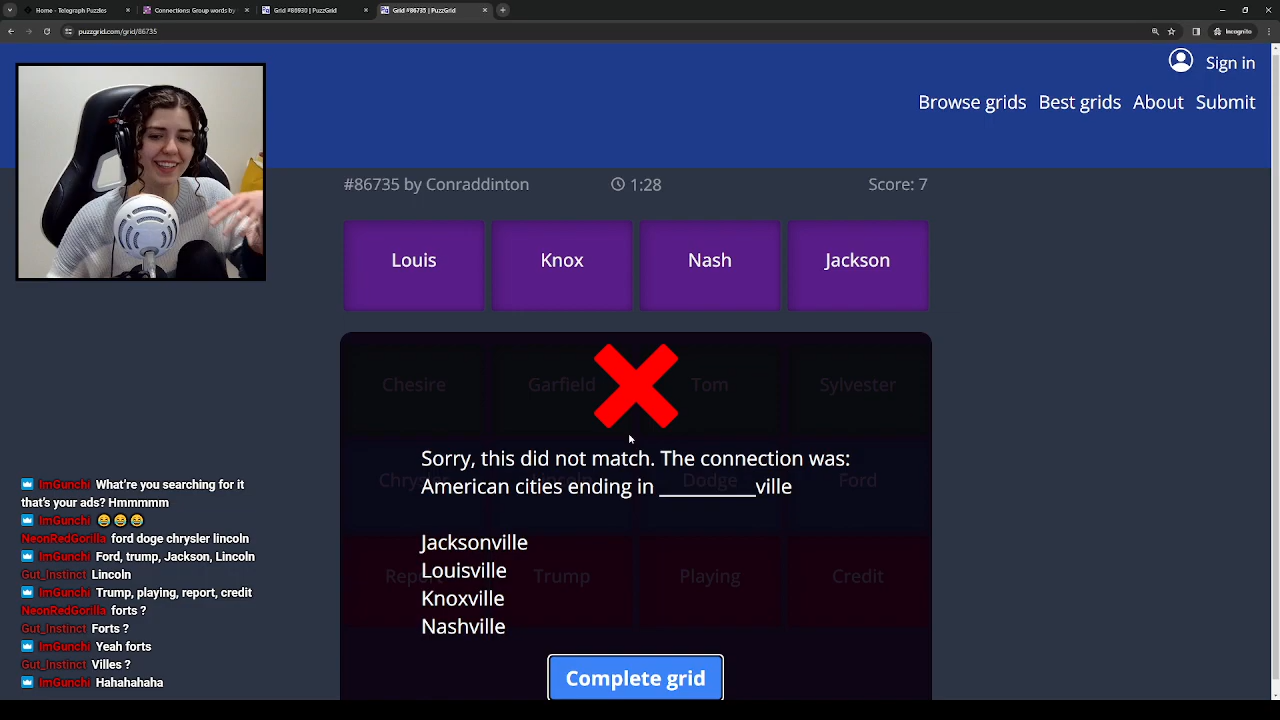 Home - Telegraph Puzzles
Connections: Group words by
Grid #86930 | PuzzGrid
Grid #86735 | PuzzGrid
puzzgrid.com/grid/86735
Incognito
Sign in
Browse grids Best grids About Submit
#86735 by Conraddinton
1:28
Score: 7
Louis Knox Nash Jackson
Chesire Garfield Tom Sylvester
Sorry, this did not match. The connection was:
Dodge Ford
American cities ending in __________ville
Jacksonville
Louisville
Trump Playing Credit
Knoxville
Nashville
Complete grid
ImGunchi What're you searching for it
that's your ads? Hmmmmm
ImGunchi 😂😂😂
NeonRedGorilla ford doge chrysler lincoln
ImGunchi Ford, trump, Jackson, Lincoln
Gut_Instinct Lincoln
ImGunchi Trump, playing, report, credit
NeonRedGorilla forts ?
Gut_Instinct Forts ?
ImGunchi Yeah forts
Gut_Instinct Villes ?
ImGunchi Hahahahaha